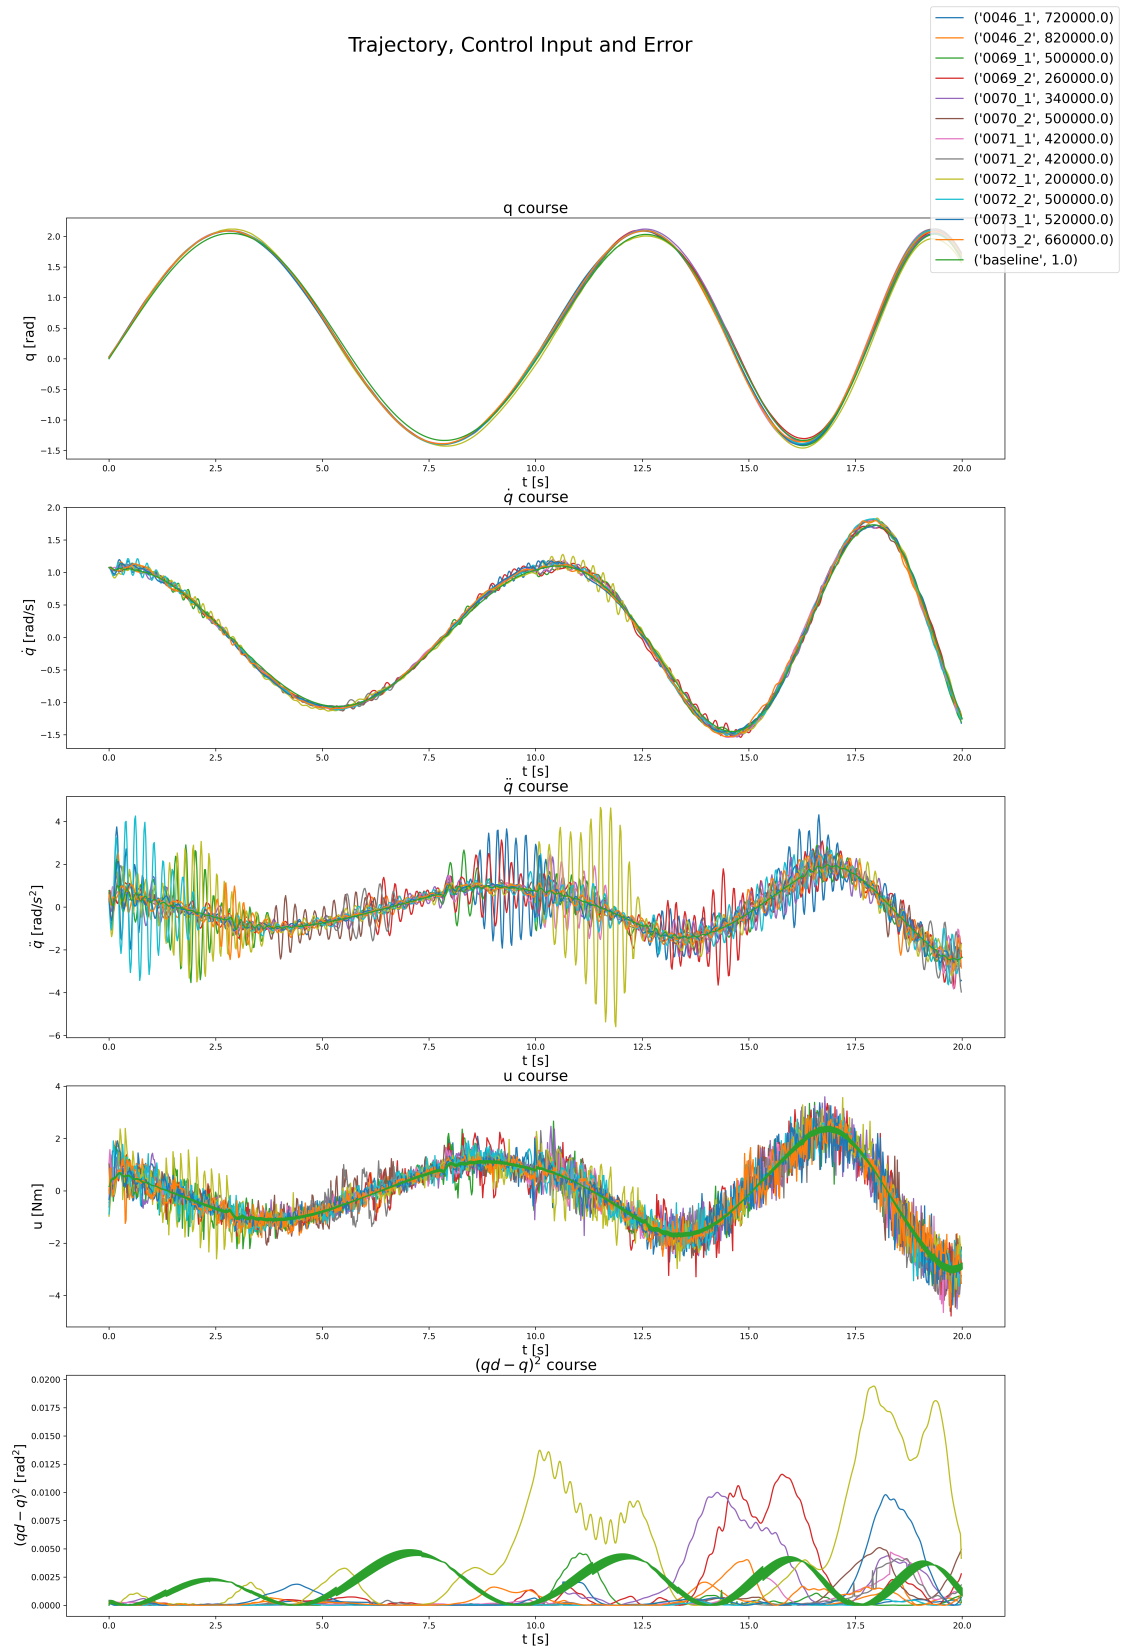 Trajectory, Control Input and Error
('0046_1', 720000.0)
('0046_2', 820000.0)
('0069_1', 500000.0)
('0069_2', 260000.0)
('0070_1', 340000.0)
('0070_2', 500000.0)
('0071_1', 420000.0)
('0071_2', 420000.0)
('0072_1', 200000.0)
('0072_2', 500000.0)
('0073_1', 520000.0)
('0073_2', 660000.0)
('baseline', 1.0)
q course
q [rad]
2.0
1.5
1.0
0.5
0.0
−0.5
−1.0
−1.5
0.0 2.5 5.0 7.5 10.0 12.5 15.0 17.5 20.0
t [s]
q̇ course
q̇ [rad/s]
2.0
1.5
1.0
0.5
0.0
−0.5
−1.0
−1.5
0.0 2.5 5.0 7.5 10.0 12.5 15.0 17.5 20.0
t [s]
q̈ course
q̈ [rad/s²]
4
2
0
−2
−4
−6
0.0 2.5 5.0 7.5 10.0 12.5 15.0 17.5 20.0
t [s]
u course
u [Nm]
4
2
0
−2
−4
0.0 2.5 5.0 7.5 10.0 12.5 15.0 17.5 20.0
t [s]
(qd − q)² course
(qd − q)² [rad²]
0.0200
0.0175
0.0150
0.0125
0.0100
0.0075
0.0050
0.0025
0.0000
0.0 2.5 5.0 7.5 10.0 12.5 15.0 17.5 20.0
t [s]